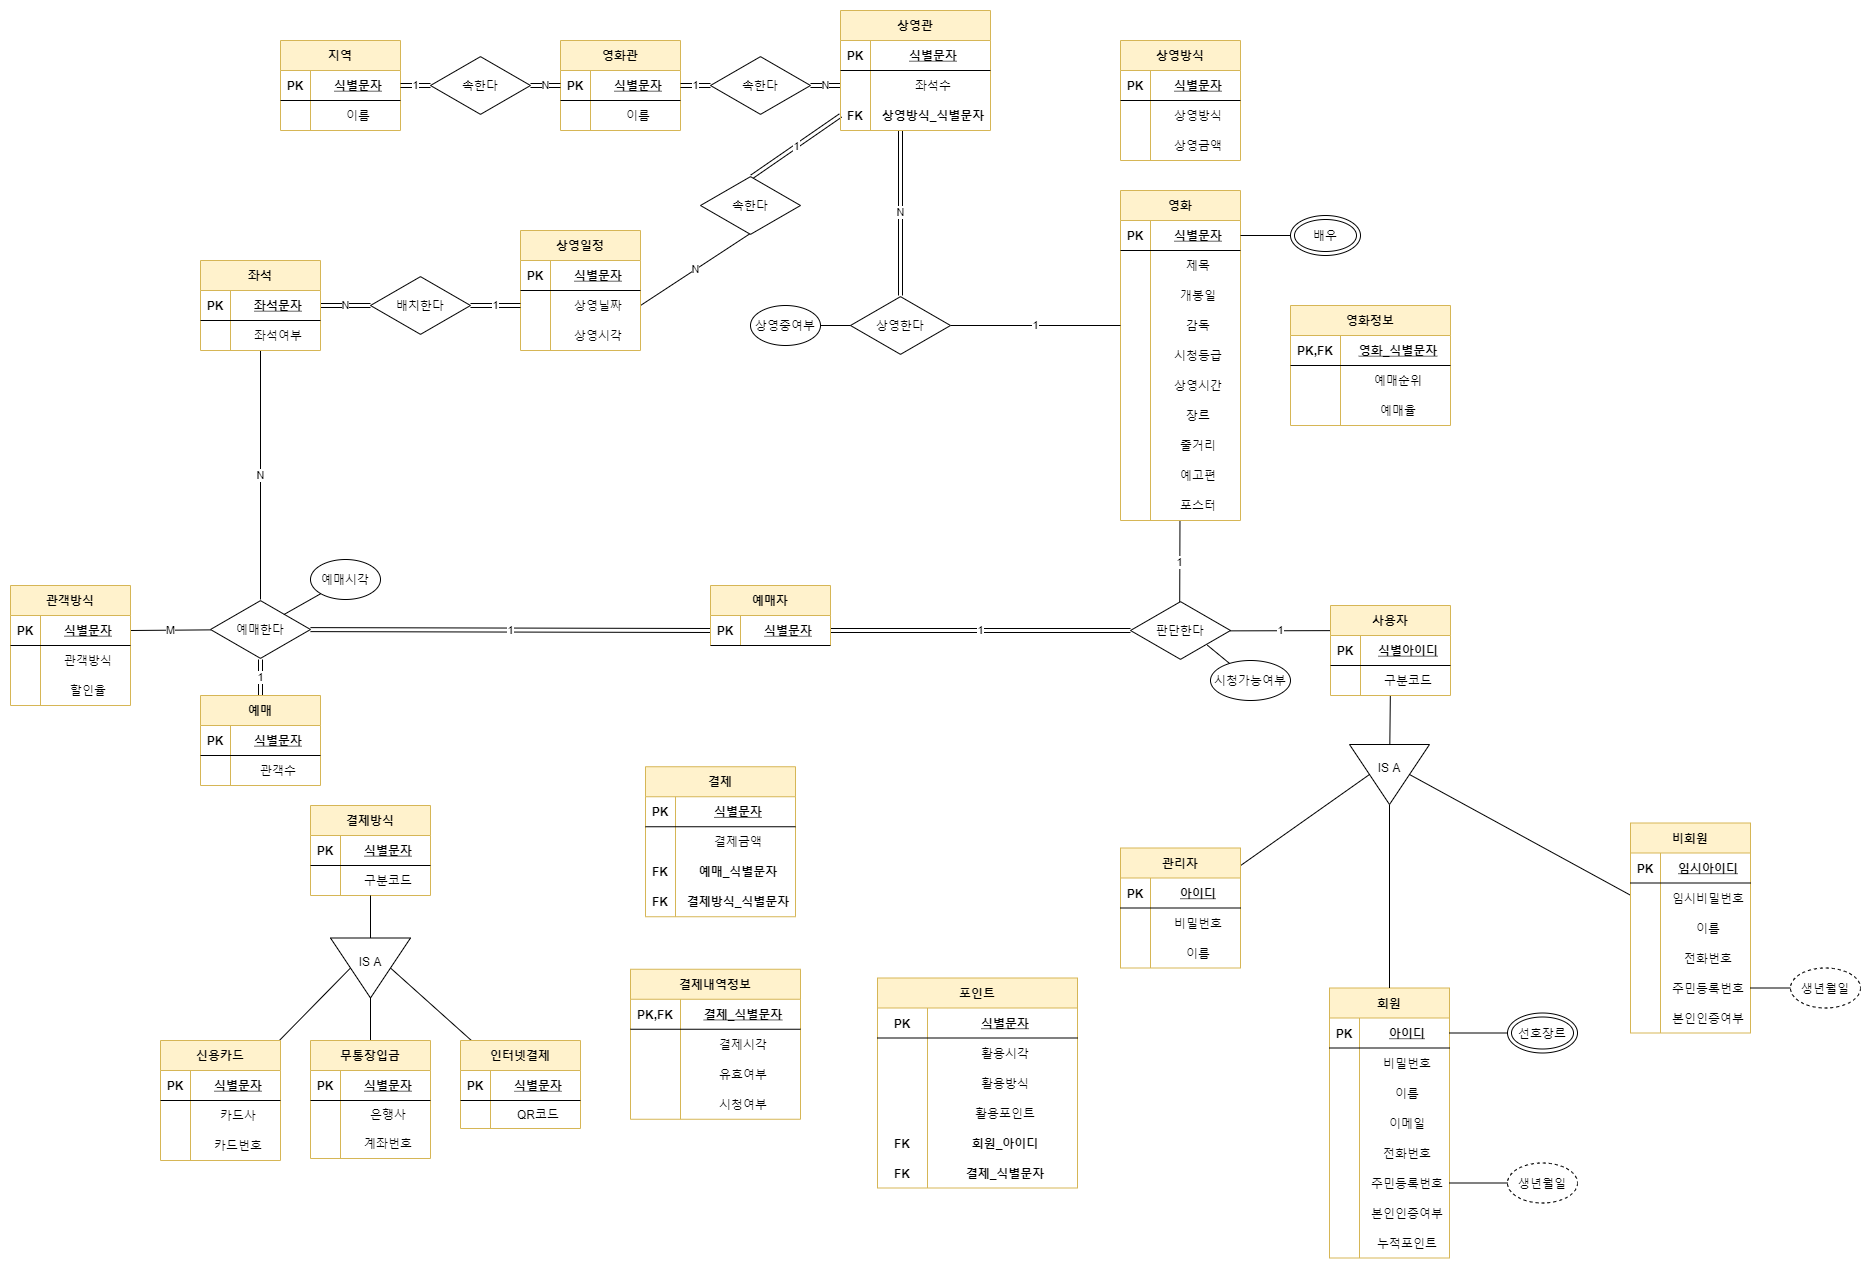 지역
PK 식별문자
이름
1
속한다
N
영화관
PK 식별문자
이름
1
속한다
N
상영관
PK 식별문자
좌석수
FK 상영방식_식별문자
상영방식
PK 식별문자
상영방식
상영금액
1
속한다
N
N
상영일정
PK 식별문자
상영닐짜
상영시각
좌석
PK 좌석문자
좌석여부
N
배치한다
1
상영중여부
상영한다
1
영화
PK 식별문자
제목
개봉일
감독
시청등급
상영시간
장르
줄거리
예고편
포스터
배우
영화정보
PK,FK 영화_식별문자
예매순위
예매율
N
1
관객방식
PK 식별문자
관객방식
할인율
M
예매한다
예매시각
1
1
예매자
PK 식별문자
1
판단한다
시청가능여부
1
사용자
PK 식별아이디
구분코드
예매
PK 식별문자
관객수
IS A
결제방식
PK 식별문자
구분코드
IS A
결제
PK 식별문자
결제금액
FK 예매_식별문자
FK 결제방식_식별문자
관리자
PK 아이디
비밀번호
이름
비회원
PK 임시아이디
임시비밀번호
이름
전화번호
주민등록번호
본인인증여부
생년월일
신용카드
PK 식별문자
카드사
카드번호
무통장입금
PK 식별문자
은행사
계좌번호
인터넷결제
PK 식별문자
QR코드
결제내역정보
PK,FK 결제_식별문자
결제시각
유효여부
시청여부
포인트
PK 식별문자
활용시각
활용방식
활용포인트
FK 회원_아이디
FK 결제_식별문자
회원
PK 아이디
비밀번호
이름
이메일
전화번호
주민등록번호
본인인증여부
누적포인트
선호장르
생년월일